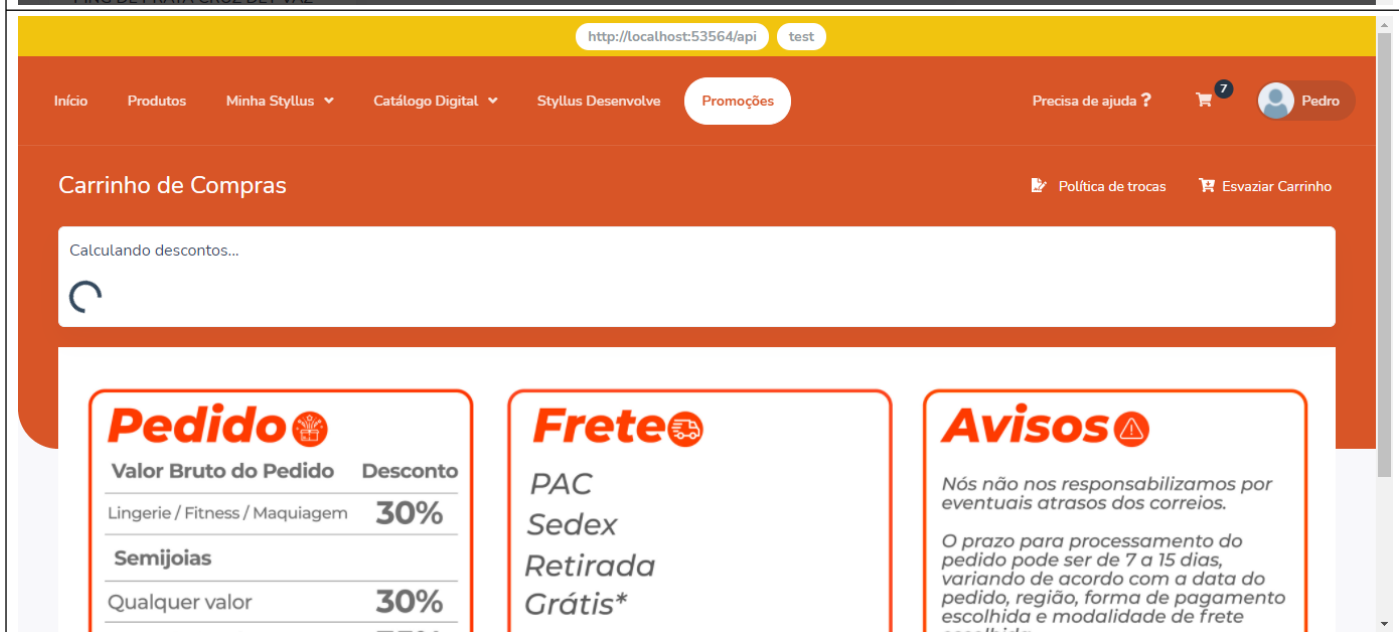 http://localhost:53564/api test
Início Produtos Minha Styllus Catálogo Digital Styllus Desenvolve Promoções Precisa de ajuda ? 7 Pedro
Carrinho de Compras Política de trocas Esvaziar Carrinho
Calculando descontos...
Pedido
Valor Bruto do Pedido Desconto
Lingerie / Fitness / Maquiagem 30%
Semijoias
Qualquer valor 30%
Frete
PAC
Sedex
Retirada
Grátis*
Avisos
Nós não nos responsabilizamos por
eventuais atrasos dos correios.
O prazo para processamento do
pedido pode ser de 7 a 15 dias,
variando de acordo com a data do
pedido, região, forma de pagamento
escolhida e modalidade de frete